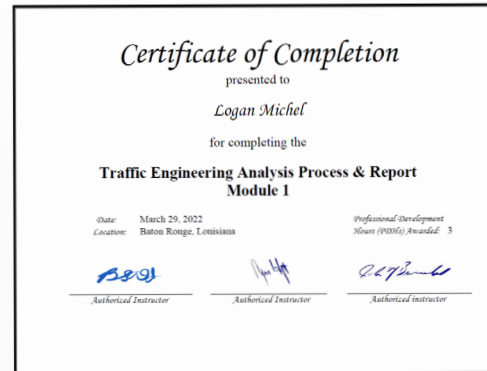 Certificate of Completion
presented to
Logan Michel
for completing the
Traffic Engineering Analysis Process & Report
Module 1
Date: March 29, 2022
Location: Baton Rouge, Louisiana
Professional Development
Hours (PDHs) Awarded: 3
Authorized Instructor
Authorized Instructor
Authorized instructor